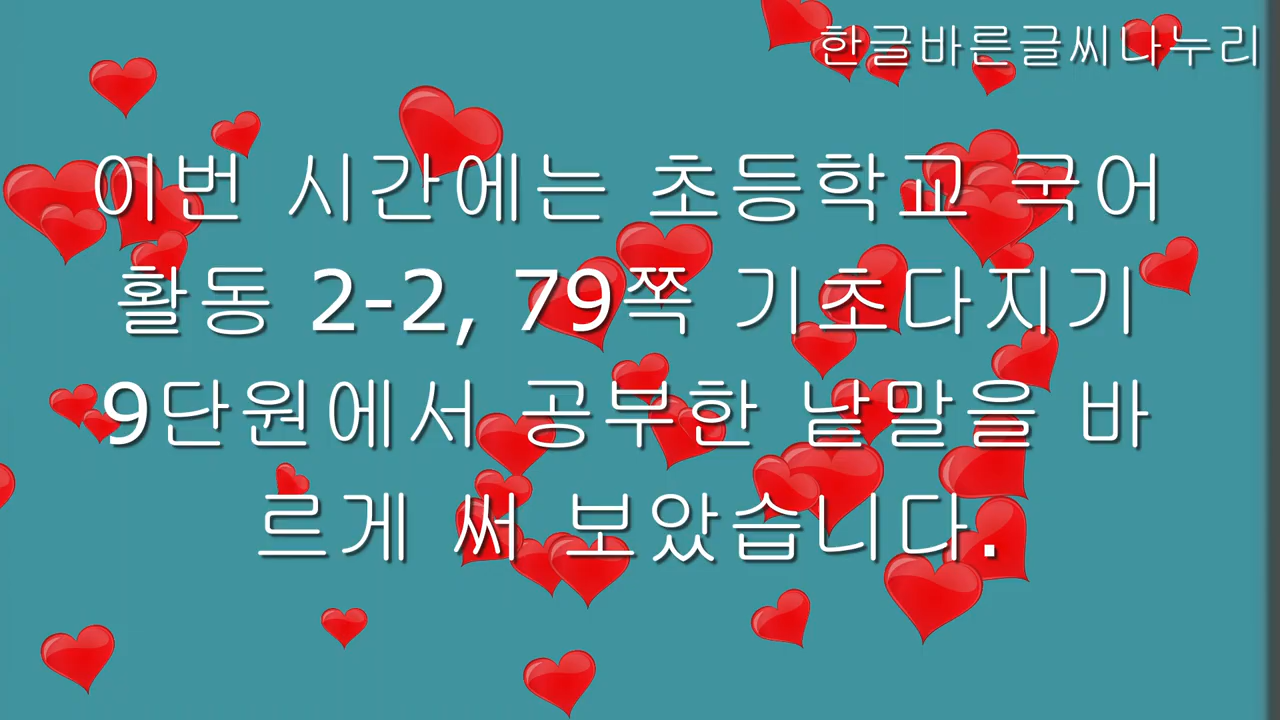 한글바른글씨나누리
이번 시간에는 초등학교 국어
활동 2-2, 79쪽 기초다지기
9단원에서 공부한 낱말을 바
르게 써 보았습니다.